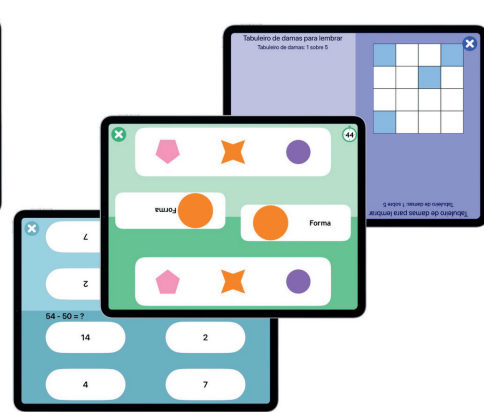 Tabuleiro de damas para lembrar
Tabuleiro de damas: 1 sobre 5
Tabuleiro de damas: 1 sobre 5
Tabuleiro de damas para lembrar
44
Forma
Forma
7
2
54 - 50 = ?
14
2
4
7